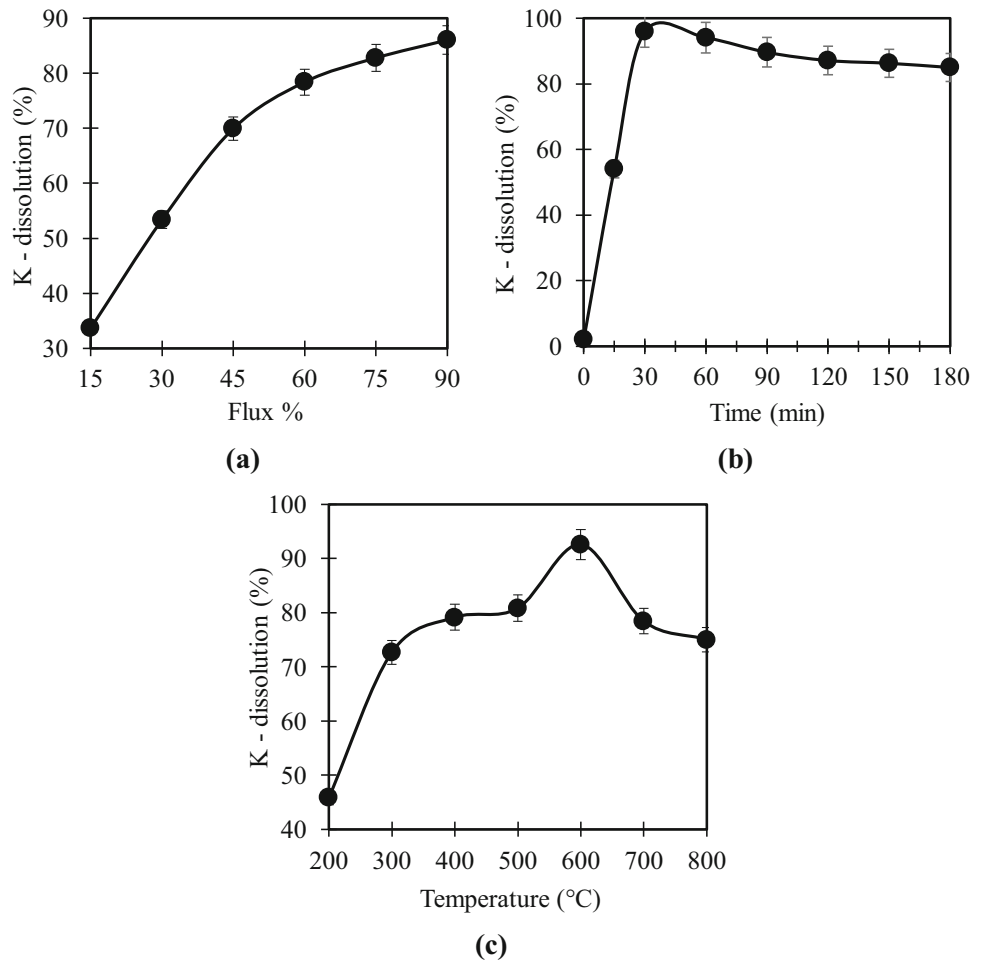 K - dissolution (%)
90
80
70
60
50
40
30
15 30 45 60 75 90
Flux %
(a)
K - dissolution (%)
100
80
60
40
20
0
0 30 60 90 120 150 180
Time (min)
(b)
K - dissolution (%)
100
90
80
70
60
50
40
200 300 400 500 600 700 800
Temperature (°C)
(c)